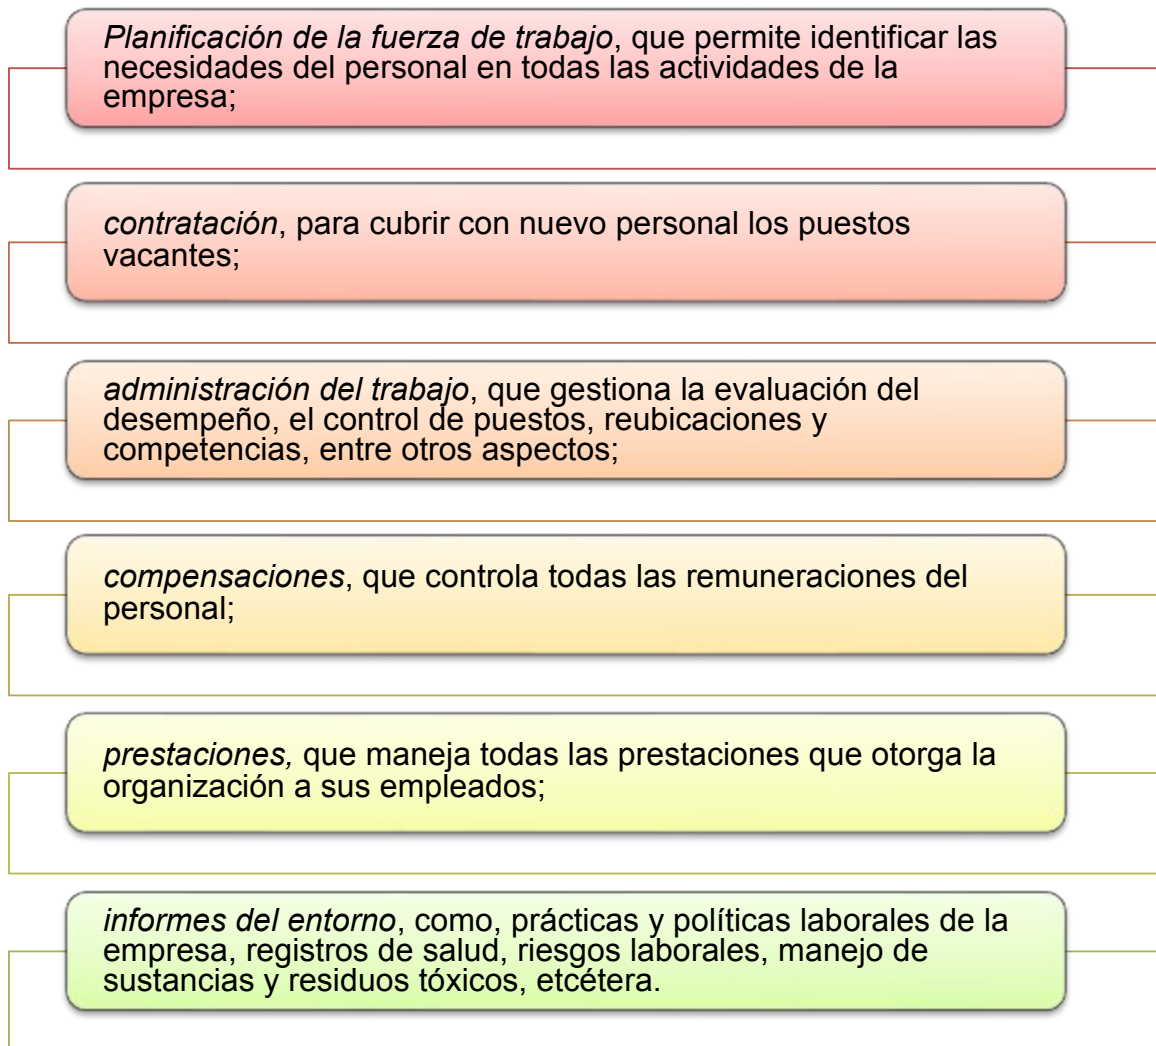 Planificación de la fuerza de trabajo, que permite identificar las
necesidades del personal en todas las actividades de la
empresa;
contratación, para cubrir con nuevo personal los puestos
vacantes;
administración del trabajo, que gestiona la evaluación del
desempeño, el control de puestos, reubicaciones y
competencias, entre otros aspectos;
compensaciones, que controla todas las remuneraciones del
personal;
prestaciones, que maneja todas las prestaciones que otorga la
organización a sus empleados;
informes del entorno, como, prácticas y políticas laborales de la
empresa, registros de salud, riesgos laborales, manejo de
sustancias y residuos tóxicos, etcétera.